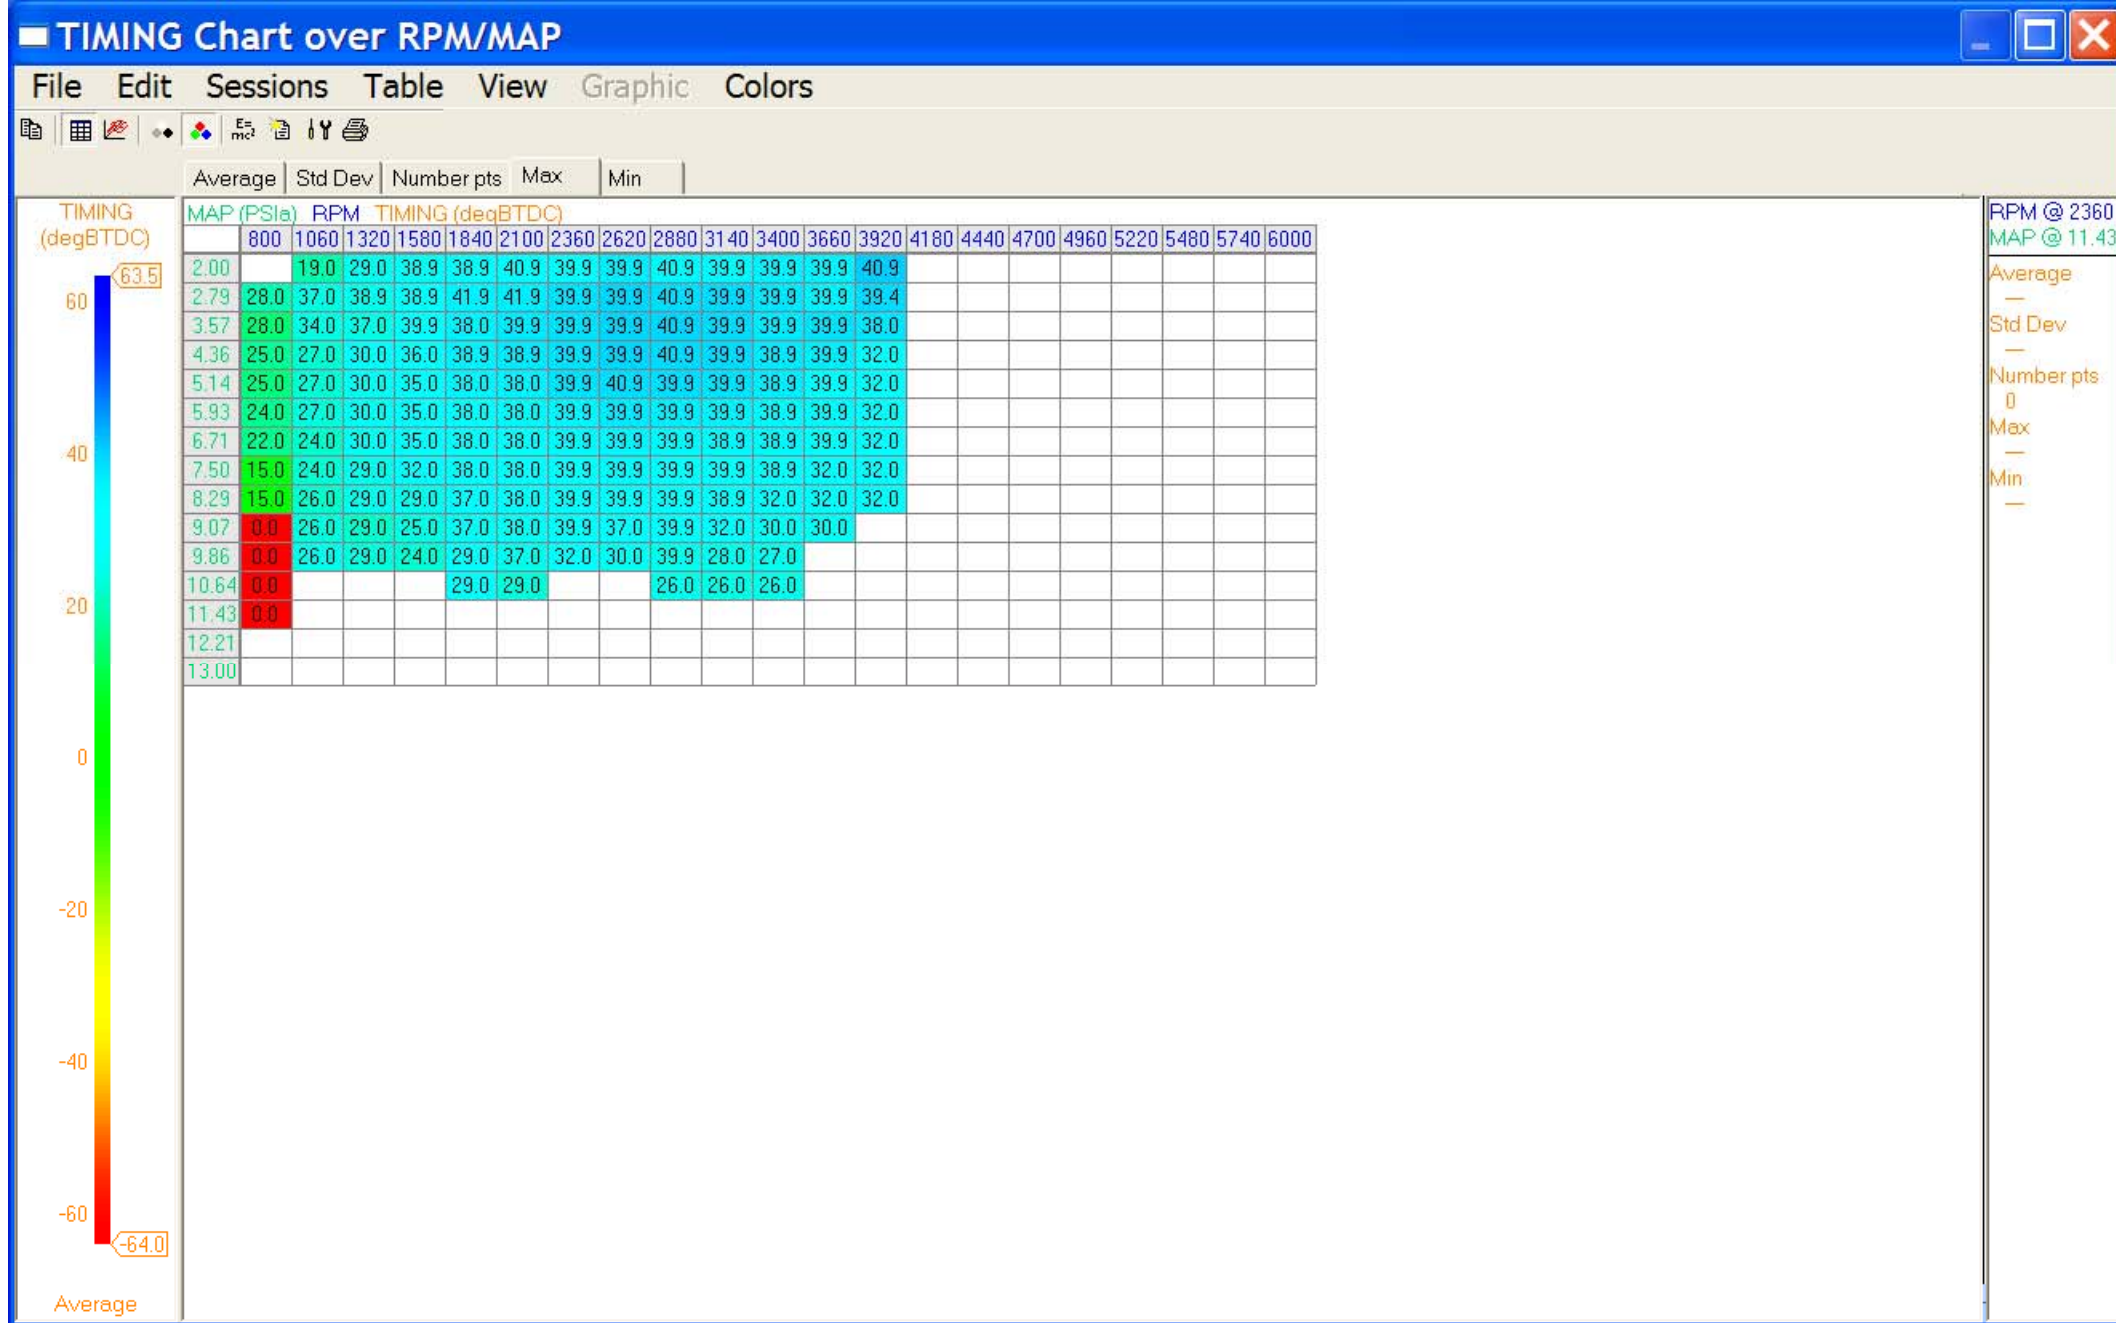 TIMING Chart over RPM/MAP
File Edit Sessions Table View Graphic Colors
E=
mc²
Average Std Dev Number pts Max Min
TIMING
(degBTDC)
63.5
60
40
20
0
-20
-40
-60
-64.0
Average
MAP (PSIa) RPM TIMING (degBTDC)
800 1060 1320 1580 1840 2100 2360 2620 2880 3140 3400 3660 3920 4180 4440 4700 4960 5220 5480 5740 6000
2.00 19.0 29.0 38.9 38.9 40.9 39.9 39.9 40.9 39.9 39.9 39.9 40.9
2.79 28.0 37.0 38.9 38.9 41.9 41.9 39.9 39.9 40.9 39.9 39.9 39.9 39.4
3.57 28.0 34.0 37.0 39.9 38.0 39.9 39.9 39.9 40.9 39.9 39.9 39.9 38.0
4.36 25.0 27.0 30.0 36.0 38.9 38.9 39.9 39.9 40.9 39.9 38.9 39.9 32.0
5.14 25.0 27.0 30.0 35.0 38.0 38.0 39.9 40.9 39.9 39.9 38.9 39.9 32.0
5.93 24.0 27.0 30.0 35.0 38.0 38.0 39.9 39.9 39.9 39.9 38.9 39.9 32.0
6.71 22.0 24.0 30.0 35.0 38.0 38.0 39.9 39.9 39.9 38.9 38.9 39.9 32.0
7.50 15.0 24.0 29.0 32.0 38.0 38.0 39.9 39.9 39.9 39.9 38.9 32.0 32.0
8.29 15.0 26.0 29.0 29.0 37.0 38.0 39.9 39.9 39.9 38.9 32.0 32.0 32.0
9.07 0.0 26.0 29.0 25.0 37.0 38.0 39.9 37.0 39.9 32.0 30.0 30.0
9.86 0.0 26.0 29.0 24.0 29.0 37.0 32.0 30.0 39.9 28.0 27.0
10.64 0.0 29.0 29.0 26.0 26.0 26.0
11.43 0.0
12.21
13.00
RPM @ 2360
MAP @ 11.43
Average
—
Std Dev
—
Number pts
0
Max
—
Min
—